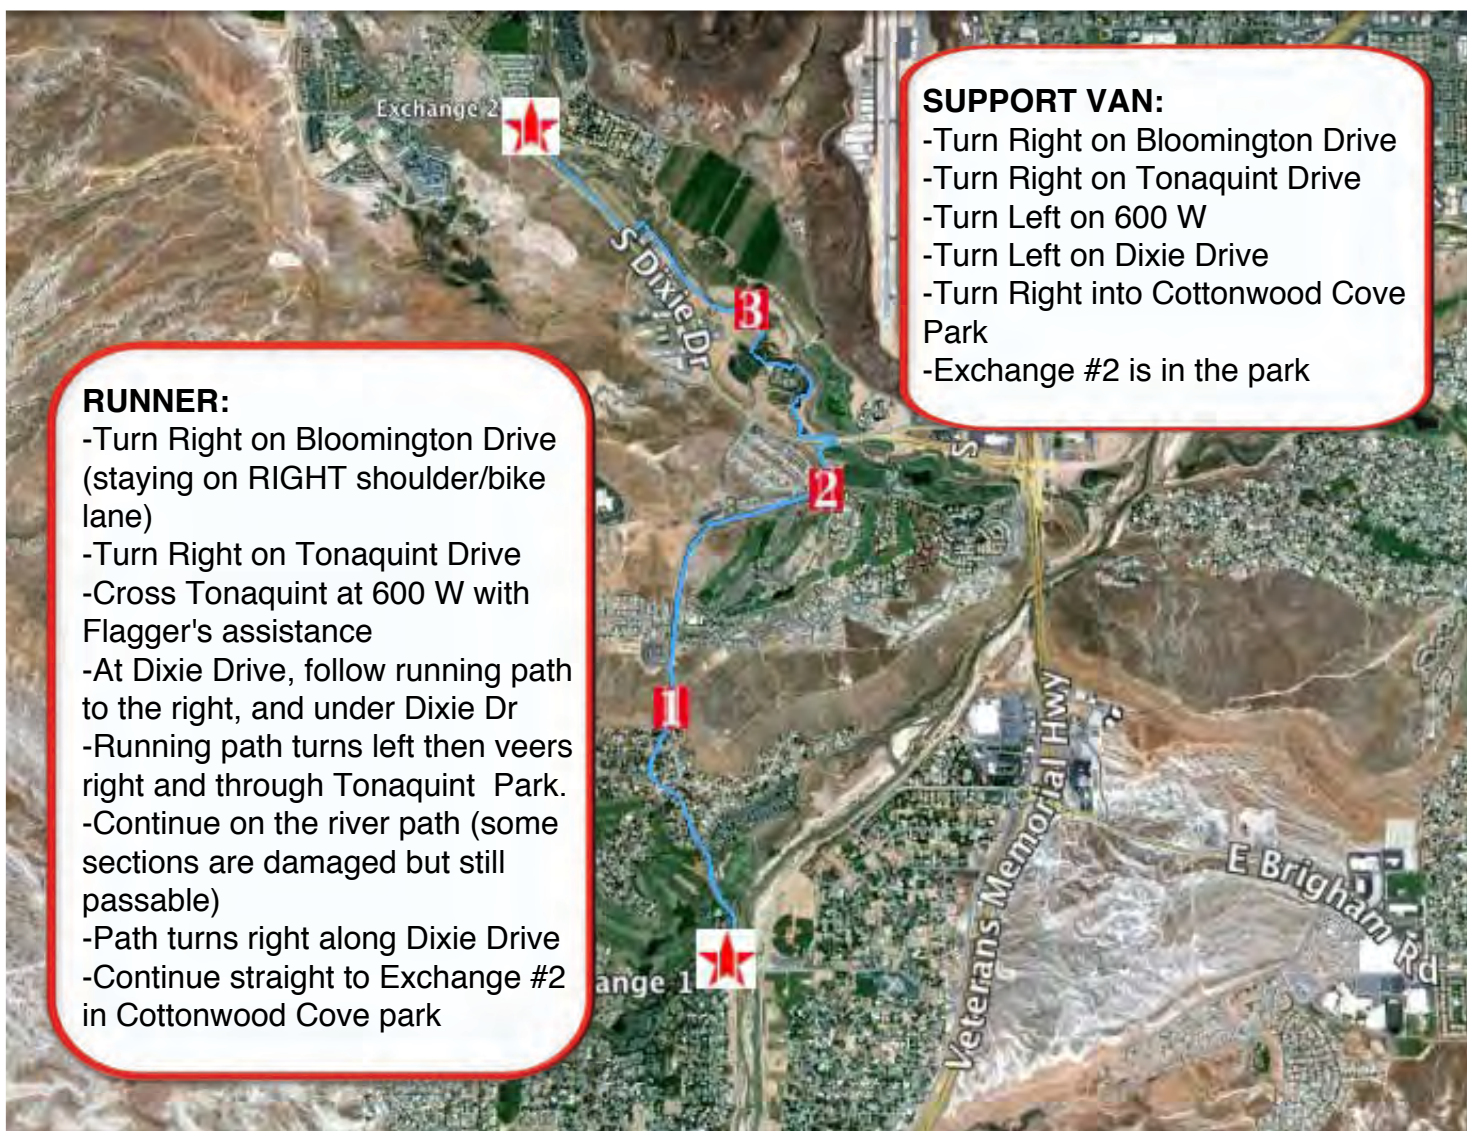 Exchange 2
SUPPORT VAN:
-Turn Right on Bloomington Drive
-Turn Right on Tonaquint Drive
-Turn Left on 600 W
-Turn Left on Dixie Drive
-Turn Right into Cottonwood Cove
Park
-Exchange #2 is in the park
S Dixie Dr
3
RUNNER:
-Turn Right on Bloomington Drive
(staying on RIGHT shoulder/bike
lane)
-Turn Right on Tonaquint Drive
-Cross Tonaquint at 600 W with
Flagger's assistance
-At Dixie Drive, follow running path
to the right, and under Dixie Dr
-Running path turns left then veers
right and through Tonaquint  Park.
-Continue on the river path (some
sections are damaged but still
passable)
-Path turns right along Dixie Drive
-Continue straight to Exchange #2
in Cottonwood Cove park
S
2
1
Veterans Memorial Hwy
E Brigham Rd
ange 1